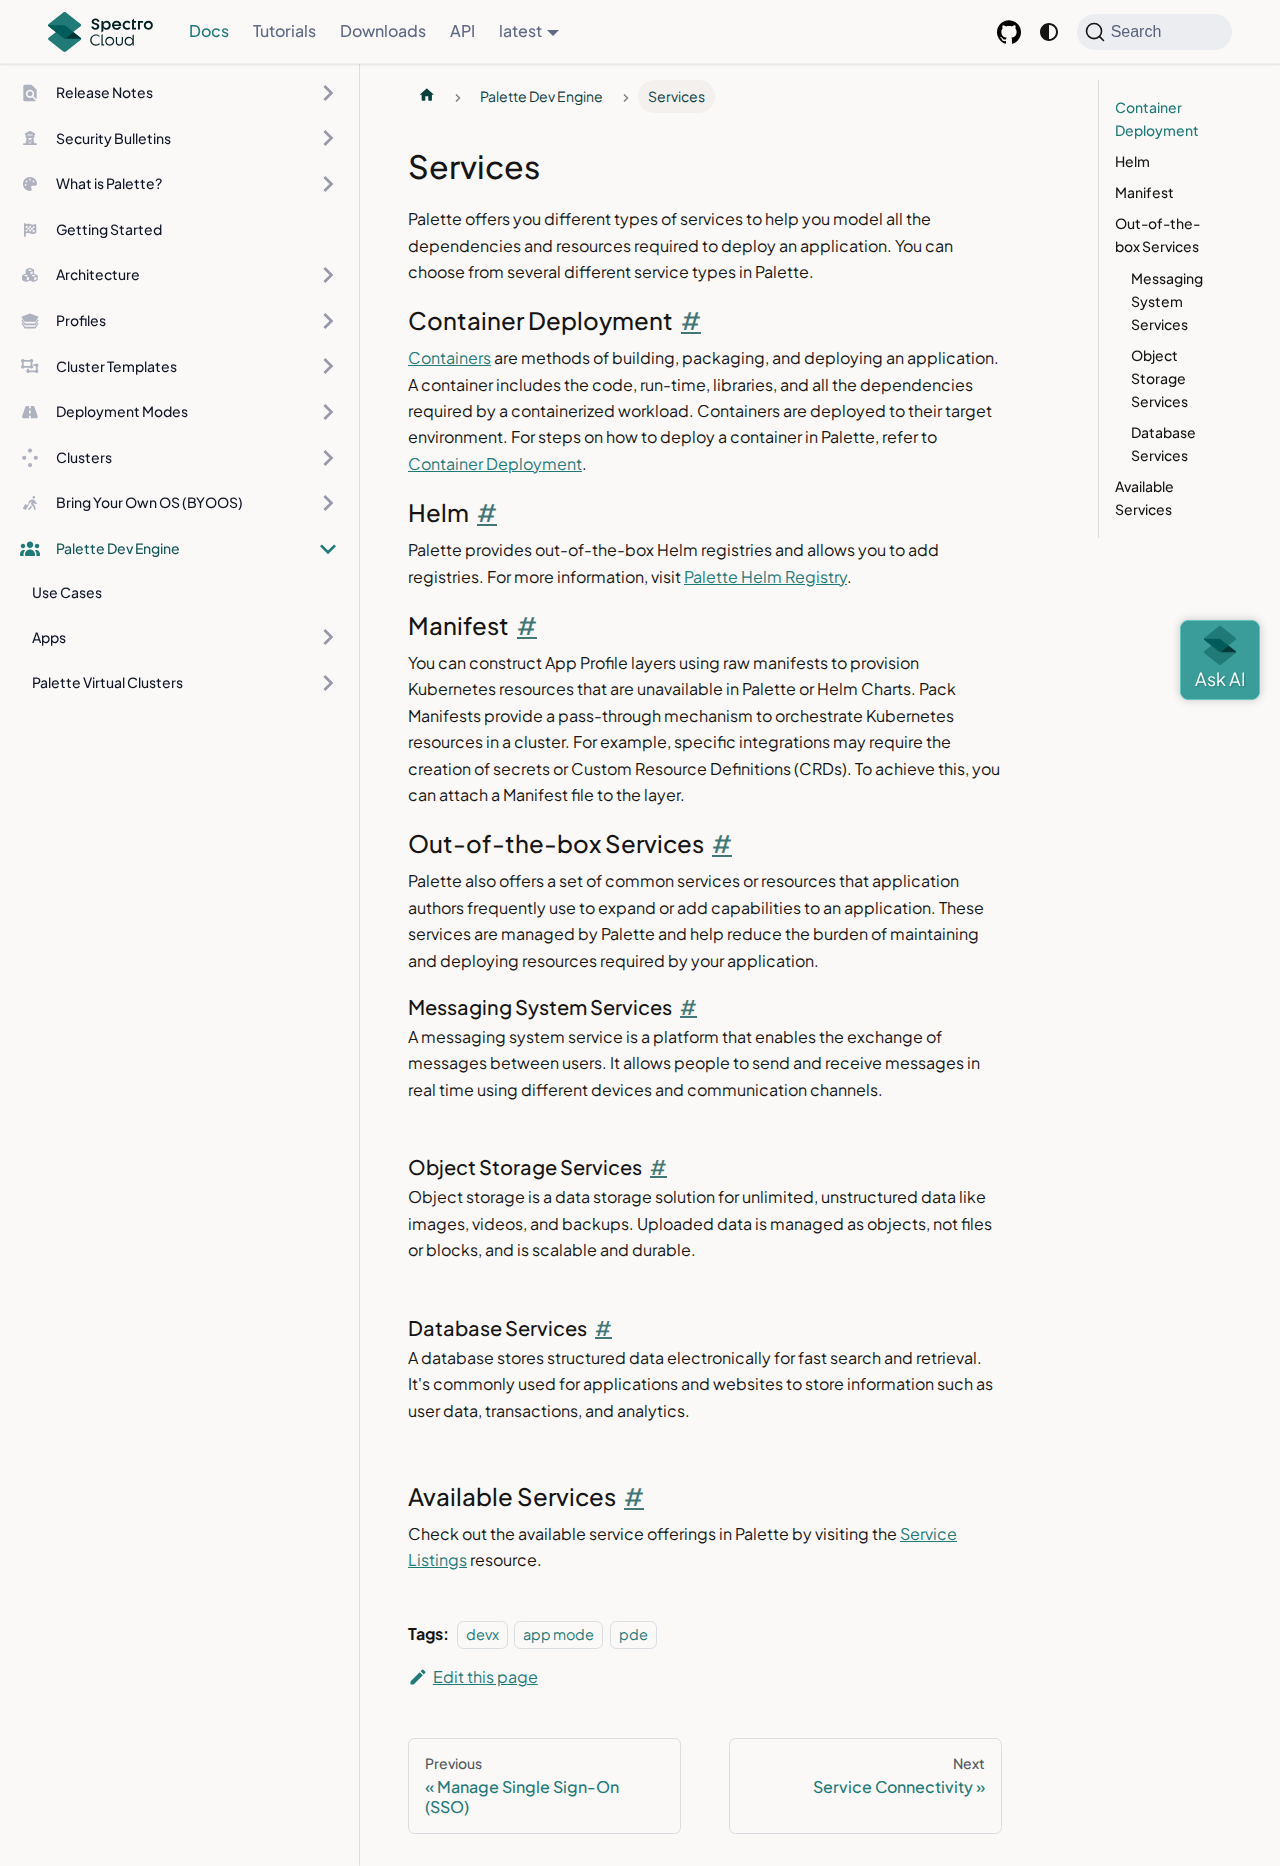 Spectro
Cloud
Docs
Tutorials
Downloads
API
latest
Search
Release Notes
Security Bulletins
What is Palette?
Getting Started
Architecture
Profiles
Cluster Templates
Deployment Modes
Clusters
Bring Your Own OS (BYOOS)
Palette Dev Engine
Use Cases
Apps
Palette Virtual Clusters
Palette Dev Engine
Services
Services
Palette offers you different types of services to help you model all the
dependencies and resources required to deploy an application. You can
choose from several different service types in Palette.
Container Deployment #
Containers are methods of building, packaging, and deploying an application.
A container includes the code, run-time, libraries, and all the dependencies
required by a containerized workload. Containers are deployed to their target
environment. For steps on how to deploy a container in Palette, refer to
Container Deployment.
Helm #
Palette provides out-of-the-box Helm registries and allows you to add
registries. For more information, visit Palette Helm Registry.
Manifest #
You can construct App Profile layers using raw manifests to provision
Kubernetes resources that are unavailable in Palette or Helm Charts. Pack
Manifests provide a pass-through mechanism to orchestrate Kubernetes
resources in a cluster. For example, specific integrations may require the
creation of secrets or Custom Resource Definitions (CRDs). To achieve this, you
can attach a Manifest file to the layer.
Out-of-the-box Services #
Palette also offers a set of common services or resources that application
authors frequently use to expand or add capabilities to an application. These
services are managed by Palette and help reduce the burden of maintaining
and deploying resources required by your application.
Messaging System Services #
A messaging system service is a platform that enables the exchange of
messages between users. It allows people to send and receive messages in
real time using different devices and communication channels.
Object Storage Services #
Object storage is a data storage solution for unlimited, unstructured data like
images, videos, and backups. Uploaded data is managed as objects, not files
or blocks, and is scalable and durable.
Database Services #
A database stores structured data electronically for fast search and retrieval.
It's commonly used for applications and websites to store information such as
user data, transactions, and analytics.
Available Services #
Check out the available service offerings in Palette by visiting the Service
Listings resource.
Tags: devx app mode pde
Edit this page
Previous
« Manage Single Sign-On
(SSO)
Next
Service Connectivity »
Container
Deployment
Helm
Manifest
Out-of-the-
box Services
Messaging
System
Services
Object
Storage
Services
Database
Services
Available
Services
Ask AI